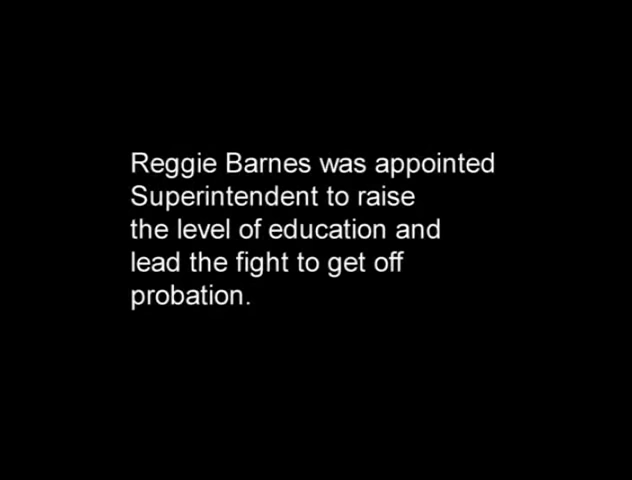 Reggie Barnes was appointed
Superintendent to raise
the level of education and
lead the fight to get off
probation.